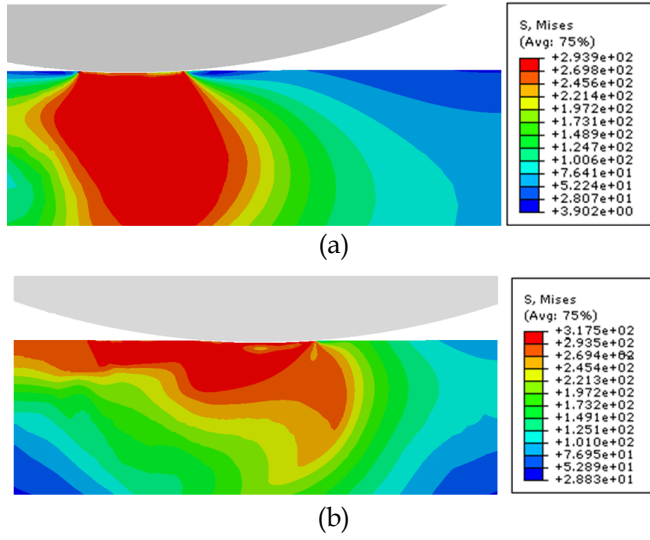 S, Mises
(Avg: 75%)
+2.939e+02
+2.698e+02
+2.456e+02
+2.214e+02
+1.972e+02
+1.731e+02
+1.489e+02
+1.247e+02
+1.006e+02
+7.641e+01
+5.224e+01
+2.807e+01
+3.902e+00
(a)
S, Mises
(Avg: 75%)
+3.175e+02
+2.935e+02
+2.694e+02
+2.454e+02
+2.213e+02
+1.972e+02
+1.732e+02
+1.491e+02
+1.251e+02
+1.010e+02
+7.695e+01
+5.289e+01
+2.883e+01
(b)